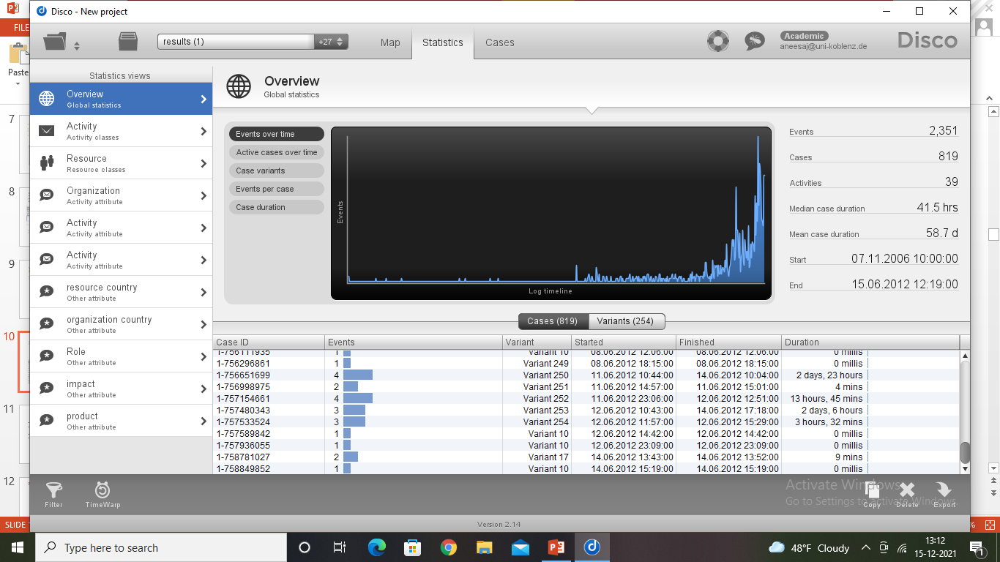 Disco - New project
FILE
Paste
results (1)
+27
Map
Statistics
Cases
Academic
aneesaj@uni-koblenz.de
Disco
Statistics views
Overview
Global statistics
Activity
Activity classes
Resource
Resource classes
Organization
Activity attribute
Activity
Activity attribute
Activity
Activity attribute
resource country
Other attribute
organization country
Other attribute
Role
Other attribute
impact
Other attribute
product
Other attribute
7
8
9
10
11
12
Overview
Global statistics
Events over time
Active cases over time
Case variants
Events per case
Case duration
Events
Log timeline
Events 2,351
Cases 819
Activities 39
Median case duration 41.5 hrs
Mean case duration 58.7 d
Start 07.11.2006 10:00:00
End 15.06.2012 12:19:00
Cases (819) Variants (254)
Case ID Events Variant Started Finished Duration
1-756111935 1 Variant 10 08.06.2012 12:06:00 08.06.2012 12:06:00 0 millis
1-756296861 1 Variant 249 08.06.2012 18:15:00 08.06.2012 18:15:00 0 millis
1-756651699 4 Variant 250 11.06.2012 10:44:00 14.06.2012 10:04:00 2 days, 23 hours
1-756998975 2 Variant 251 11.06.2012 14:57:00 11.06.2012 15:01:00 4 mins
1-757154661 4 Variant 252 11.06.2012 23:06:00 12.06.2012 12:51:00 13 hours, 45 mins
1-757480343 3 Variant 253 12.06.2012 10:43:00 14.06.2012 17:18:00 2 days, 6 hours
1-757533524 3 Variant 254 12.06.2012 11:57:00 12.06.2012 15:29:00 3 hours, 32 mins
1-757589842 1 Variant 10 12.06.2012 14:42:00 12.06.2012 14:42:00 0 millis
1-757936055 1 Variant 10 12.06.2012 23:09:00 12.06.2012 23:09:00 0 millis
1-758781027 2 Variant 17 14.06.2012 13:43:00 14.06.2012 13:52:00 9 mins
1-758849852 1 Variant 10 14.06.2012 15:19:00 14.06.2012 15:19:00 0 millis
Filter
TimeWarp
Activate Windows
Go to Settings to activate Windows.
Copy
Delete
Export
SLIDE
%
Version 2.14
Type here to search
48°F Cloudy
13:12
15-12-2021
1